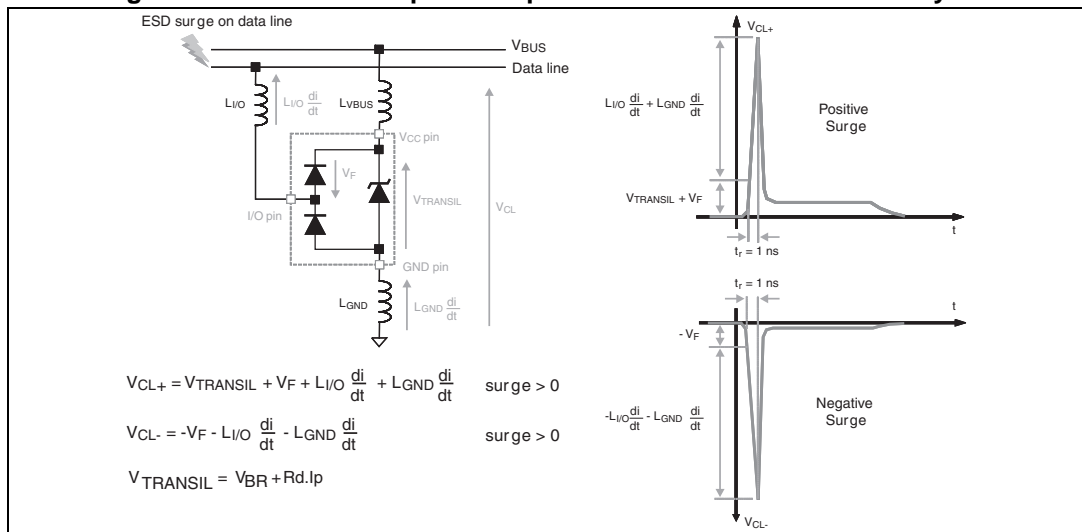 ESD surge on data line
VBUS
Data line
LI/O
LI/O di/dt
LVBUS
VCC pin
VF
VTRANSIL
VCL
I/O pin
GND pin
LGND
LGND di/dt
VCL+ = VTRANSIL + VF + LI/O di/dt + LGND di/dt surge > 0
VCL- = -VF - LI/O di/dt - LGND di/dt surge > 0
VTRANSIL = VBR + Rd.Ip
VCL+
LI/O di/dt + LGND di/dt
Positive
Surge
VTRANSIL + VF
t
tr = 1 ns
tr = 1 ns
t
- VF
-LI/O di/dt - LGND di/dt
Negative
Surge
VCL-